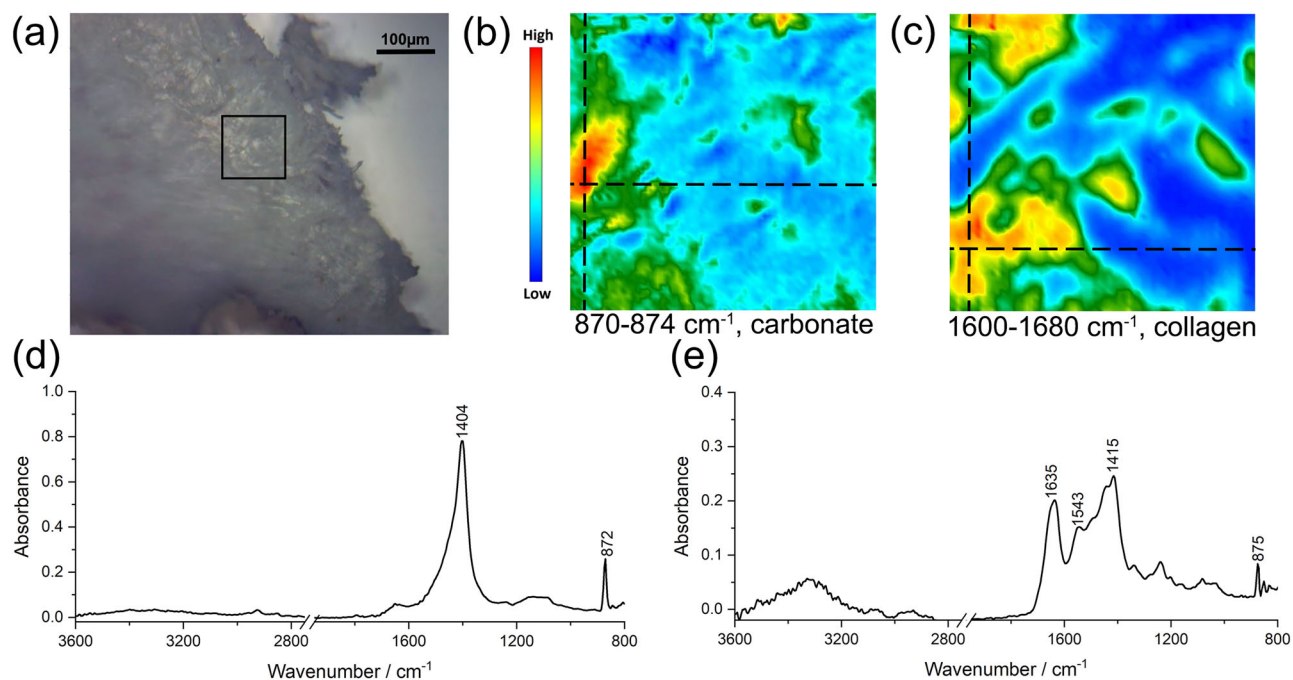 (a)
100µm
(b)
High
Low
870-874 cm-1, carbonate
(c)
1600-1680 cm-1, collagen
(d)
1.0
0.8
0.6
0.4
0.2
0.0
Absorbance
1404
872
3600
3200
2800
1600
1200
800
Wavenumber / cm-1
(e)
0.4
0.3
0.2
0.1
0.0
Absorbance
1635
1543
1415
875
3600
3200
2800
1600
1200
800
Wavenumber / cm-1